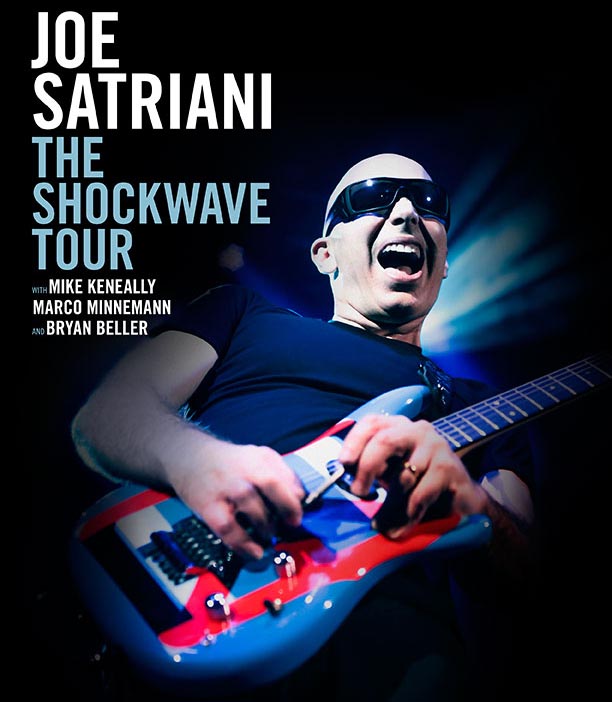 JOE
SATRIANI
THE
SHOCKWAVE
TOUR
WITH MIKE KENEALLY
MARCO MINNEMANN
AND BRYAN BELLER